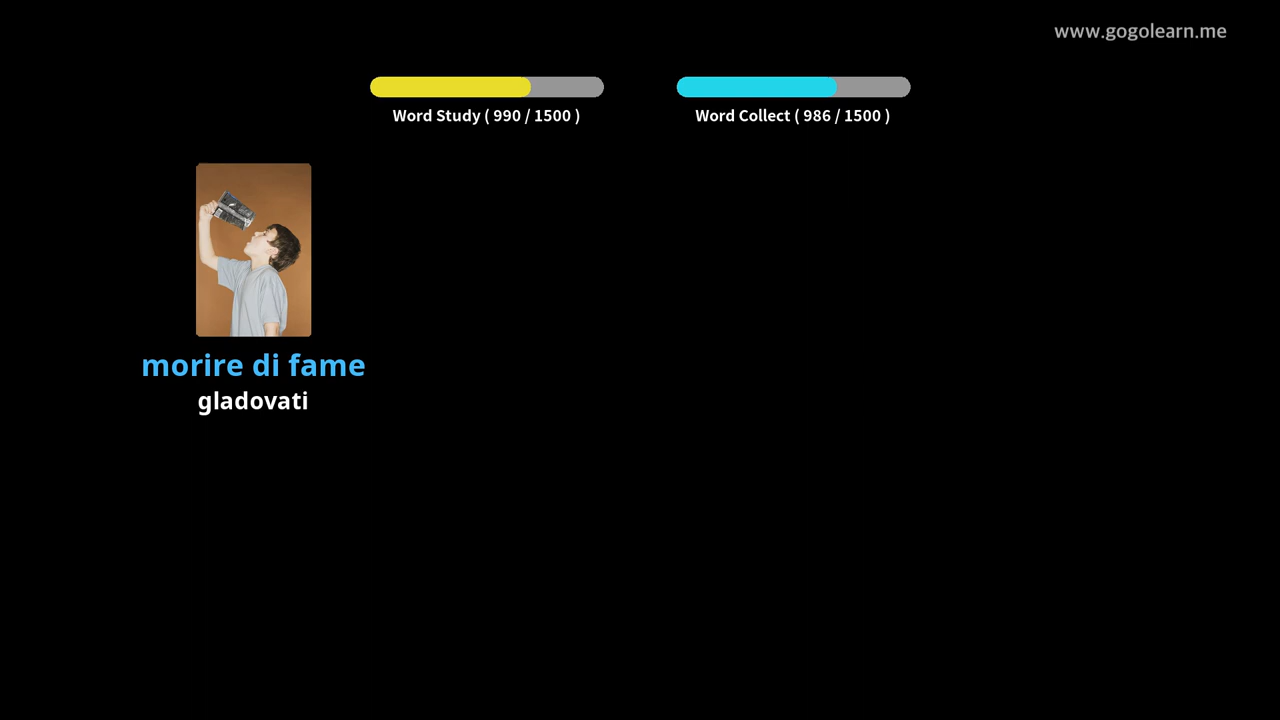 www.gogolearn.me
Word Study ( 990 / 1500 )
Word Collect ( 986 / 1500 )
morire di fame
gladovati